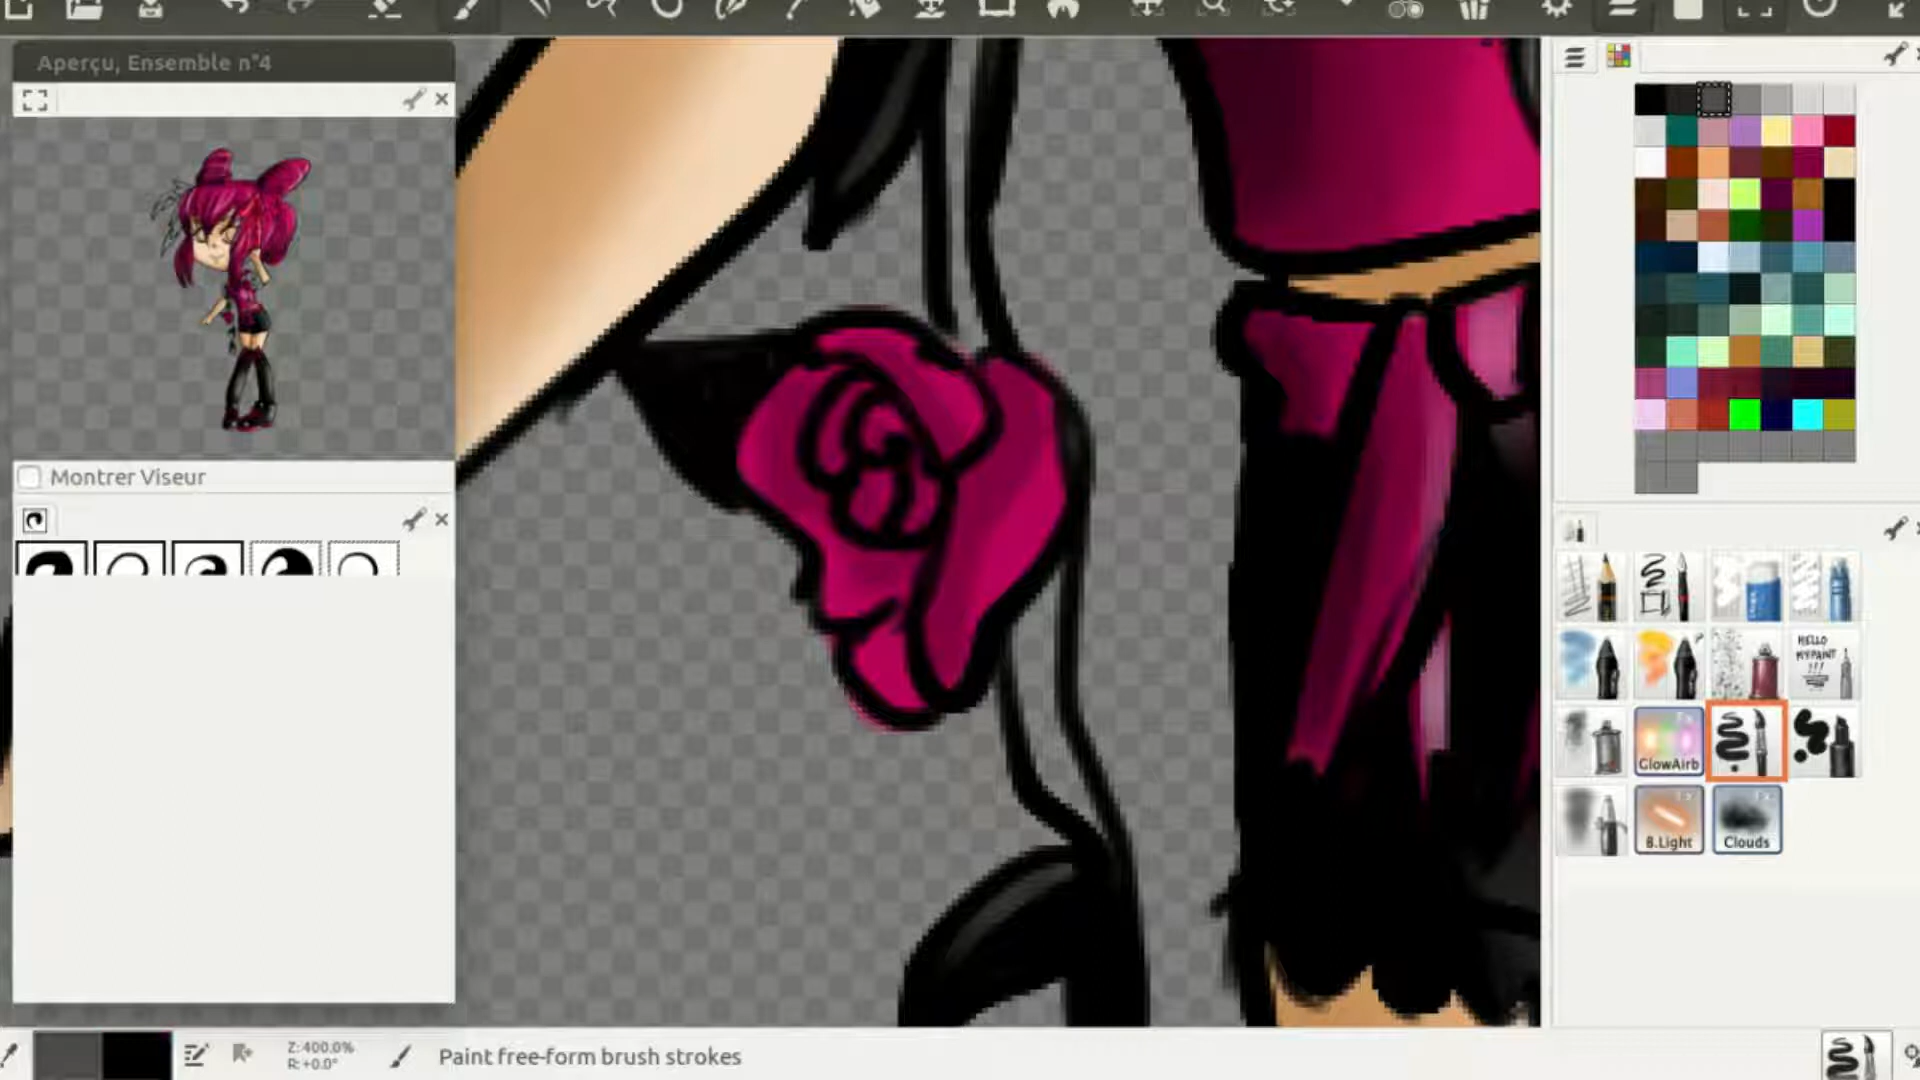 Aperçu, Ensemble n°4
Montrer Viseur
HELLO
MYPAINT
!!!
GlowAirb
B.Light
Clouds
Z:400.0%
R:+0.0°
Paint free-form brush strokes